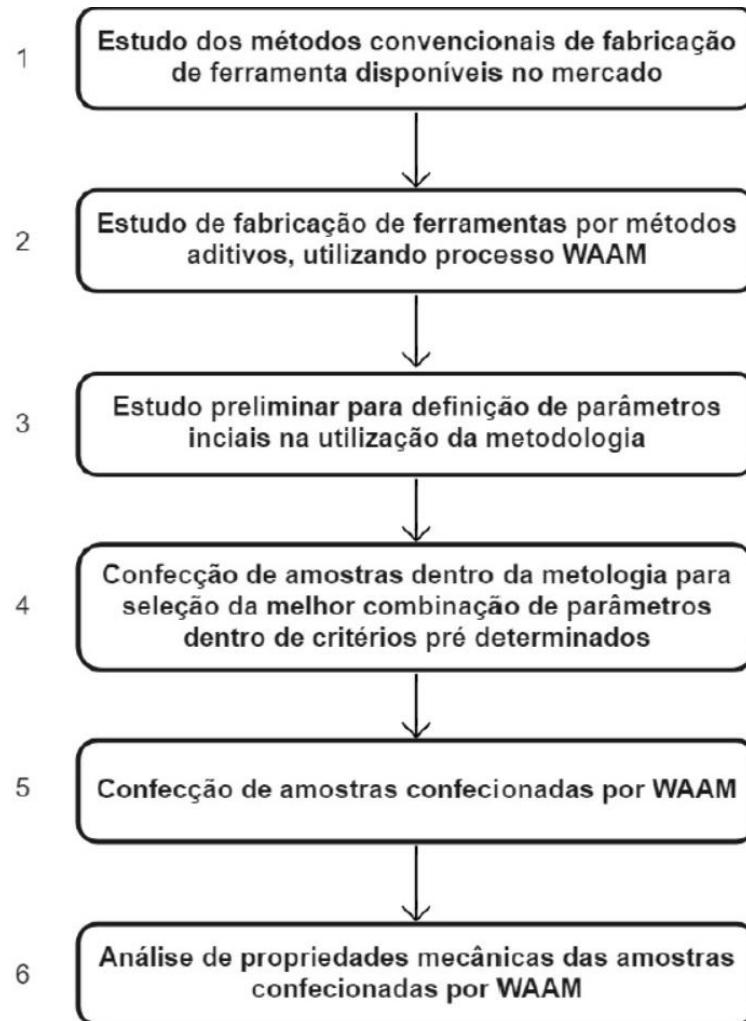 1
Estudo dos métodos convencionais de fabricação
de ferramenta disponíveis no mercado
2
Estudo de fabricação de ferramentas por métodos
aditivos, utilizando processo WAAM
3
Estudo preliminar para definição de parâmetros
inciais na utilização da metodologia
4
Confecção de amostras dentro da metologia para
seleção da melhor combinação de parâmetros
dentro de critérios pré determinados
5
Confecção de amostras confecionadas por WAAM
6
Análise de propriedades mecânicas das amostras
confecionadas por WAAM